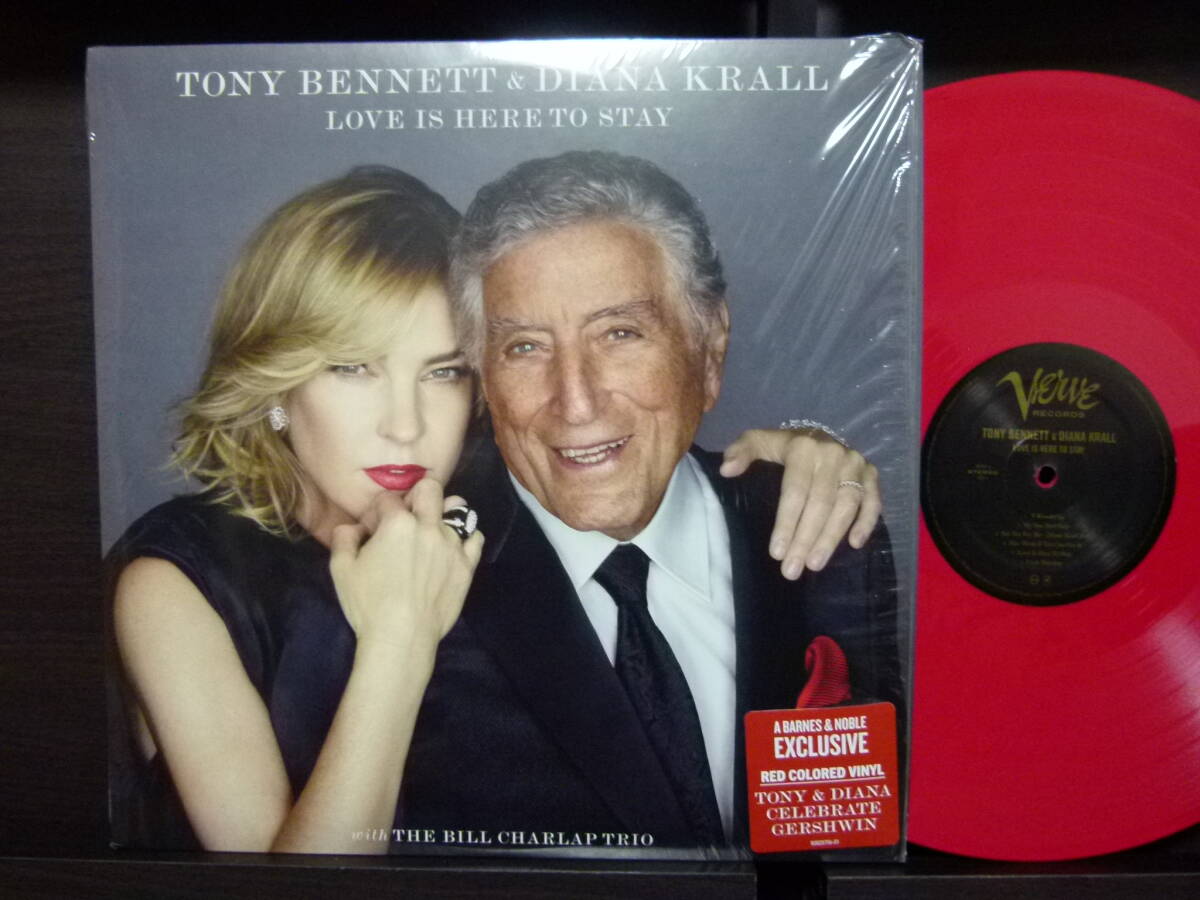 TONY BENNETT & DIANA KRALL
LOVE IS HERE TO STAY
with THE BILL CHARLAP TRIO
A BARNES & NOBLE
EXCLUSIVE
RED COLORED VINYL
TONY & DIANA
CELEBRATE
GERSHWIN
Verve
RECORDS
TONY BENNETT & DIANA KRALL
LOVE IS HERE TO STAY
STEREO